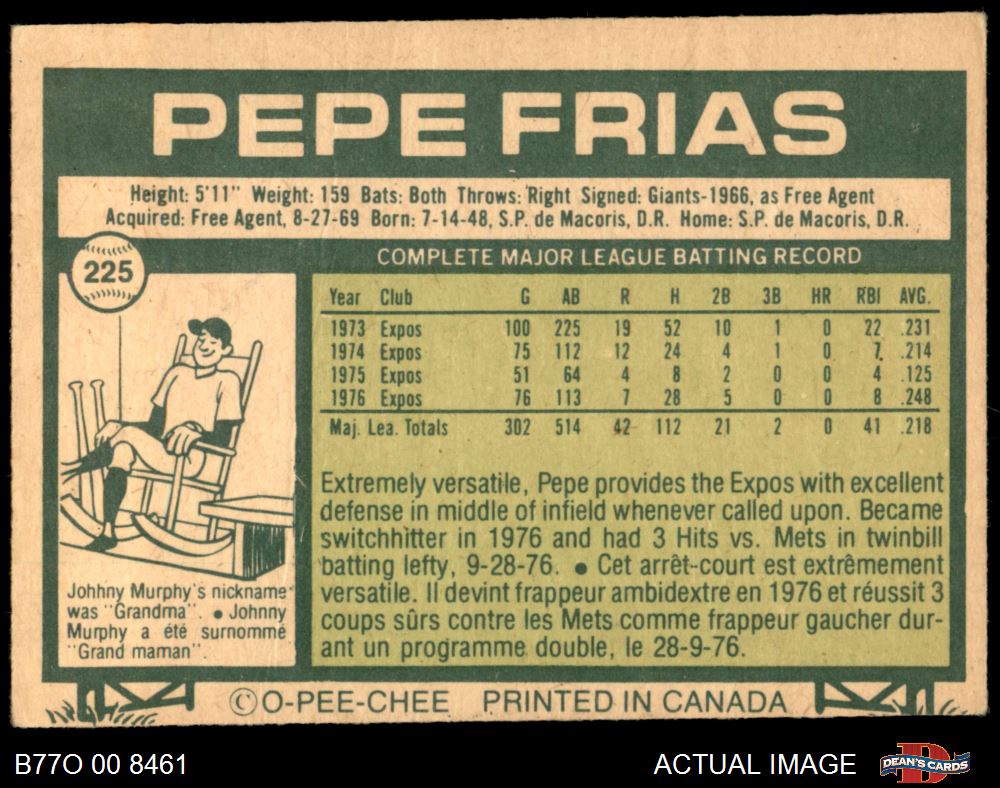 PEPE FRIAS
Height: 5'11" Weight: 159 Bats: Both Throws: Right Signed: Giants-1966, as Free Agent
Acquired: Free Agent, 8-27-69 Born: 7-14-48, S.P. de Macoris, D.R. Home: S.P. de Macoris, D.R.
225
COMPLETE MAJOR LEAGUE BATTING RECORD
Year Club G AB R H 2B 3B HR RBI AVG.
1973 Expos 100 225 19 52 10 1 0 22 .231
1974 Expos 75 112 12 24 4 1 0 7 .214
1975 Expos 51 64 4 8 2 0 0 4 .125
1976 Expos 76 113 7 28 5 0 0 8 .248
Maj. Lea. Totals 302 514 42 112 21 2 0 41 .218
Extremely versatile, Pepe provides the Expos with excellent
defense in middle of infield whenever called upon. Became
switchhitter in 1976 and had 3 Hits vs. Mets in twinbill
batting lefty, 9-28-76. ● Cet arrêt-court est extrêmement
versatile. Il devint frappeur ambidextre en 1976 et réussit 3
coups sûrs contre les Mets comme frappeur gaucher dur-
ant un programme double, le 28-9-76.
Johhny Murphy's nickname
was "Grandma". ● Johnny
Murphy a été surnommé
"Grand maman".
© O-PEE-CHEE PRINTED IN CANADA
B77O 00 8461
ACTUAL IMAGE
DEAN'S CARDS